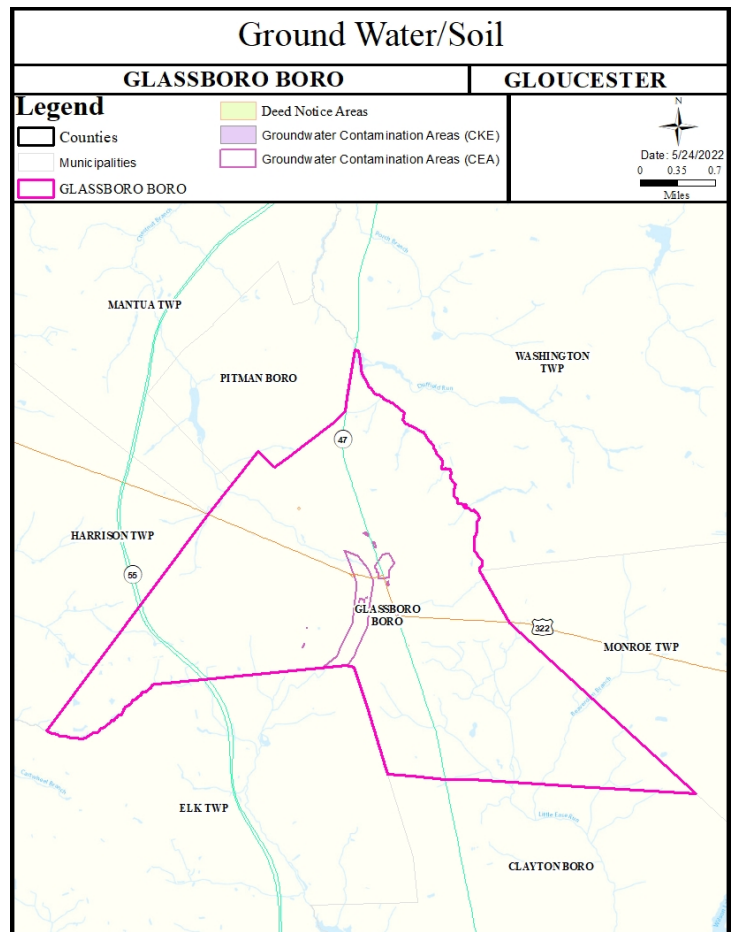 Ground Water/Soil
GLASSBORO BORO
GLOUCESTER
Legend
Counties
Municipalities
GLASSBORO BORO
Deed Notice Areas
Groundwater Contamination Areas (CKE)
Groundwater Contamination Areas (CEA)
N
Date: 5/24/2022
0 0.35 0.7
Miles
MANTUA TWP
PITMAN BORO
WASHINGTON
TWP
47
HARRISON TWP
55
GLASSBORO
BORO
322
MONROE TWP
ELK TWP
CLAYTON BORO